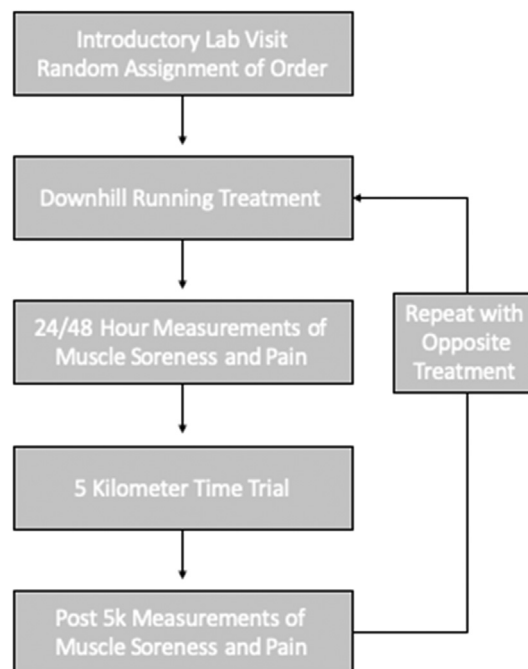 Introductory Lab Visit
Random Assignment of Order
Downhill Running Treatment
24/48 Hour Measurements of
Muscle Soreness and Pain
5 Kilometer Time Trial
Post 5k Measurements of
Muscle Soreness and Pain
Repeat with
Opposite
Treatment